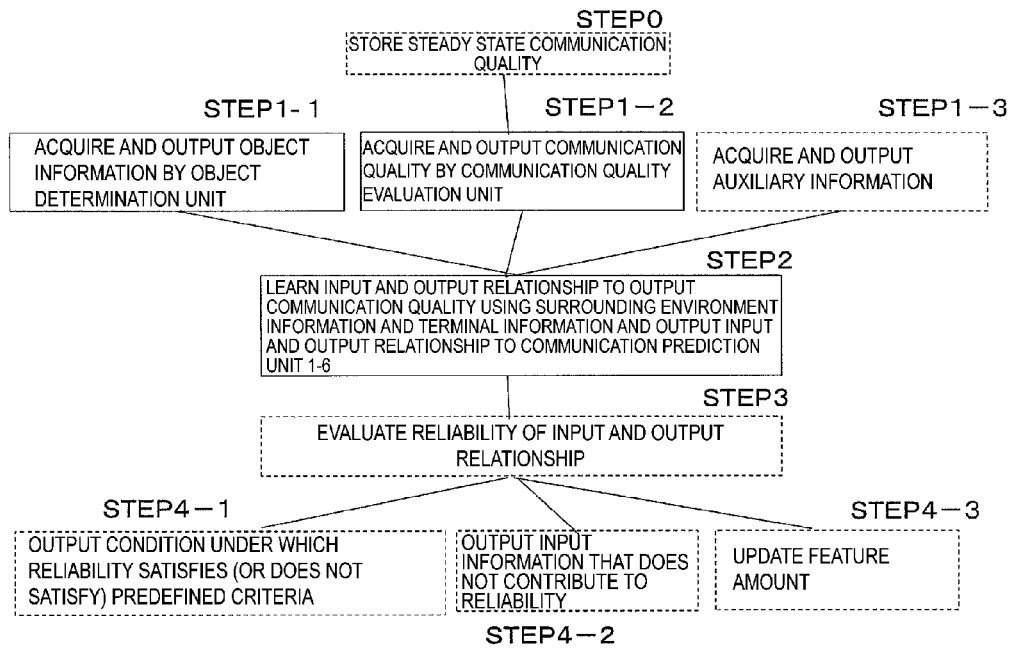 STEP0
STORE STEADY STATE COMMUNICATION
QUALITY
STEP1-1
ACQUIRE AND OUTPUT OBJECT
INFORMATION BY OBJECT
DETERMINATION UNIT
STEP1-2
ACQUIRE AND OUTPUT COMMUNICATION
QUALITY BY COMMUNICATION QUALITY
EVALUATION UNIT
STEP1-3
ACQUIRE AND OUTPUT
AUXILIARY INFORMATION
STEP2
LEARN INPUT AND OUTPUT RELATIONSHIP TO OUTPUT
COMMUNICATION QUALITY USING SURROUNDING ENVIRONMENT
INFORMATION AND TERMINAL INFORMATION AND OUTPUT INPUT
AND OUTPUT RELATIONSHIP TO COMMUNICATION PREDICTION
UNIT 1-6
STEP3
EVALUATE RELIABILITY OF INPUT AND OUTPUT
RELATIONSHIP
STEP4-1
OUTPUT CONDITION UNDER WHICH
RELIABILITY SATISFIES (OR DOES NOT
SATISFY) PREDEFINED CRITERIA
OUTPUT INPUT
INFORMATION THAT DOES
NOT CONTRIBUTE TO
RELIABILITY
STEP4-2
STEP4-3
UPDATE FEATURE
AMOUNT